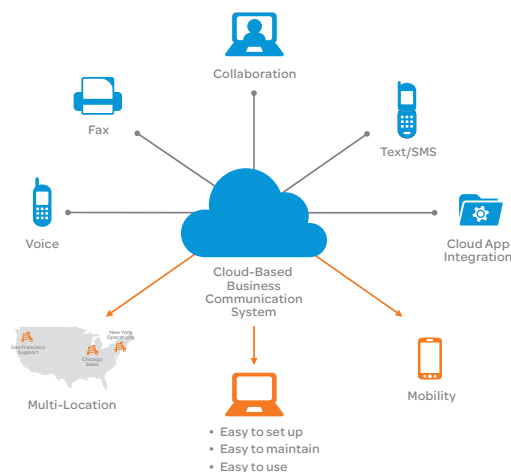 Collaboration
Fax
Text/SMS
Voice
Cloud App
Integration
Cloud-Based
Business
Communication
System
New York
Operations
San Francisco
Support
Chicago
Sales
Multi-Location
Mobility
• Easy to set up
• Easy to maintain
• Easy to use